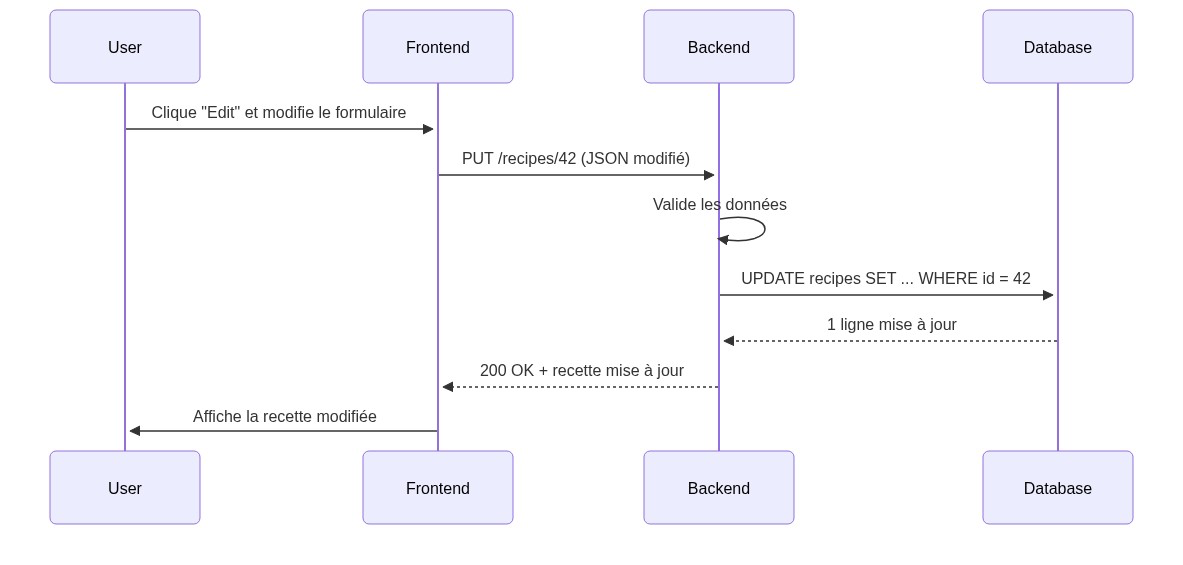 User
Frontend
Backend
Database
Clique "Edit" et modifie le formulaire
PUT /recipes/42 (JSON modifié)
Valide les données
UPDATE recipes SET ... WHERE id = 42
1 ligne mise à jour
200 OK + recette mise à jour
Affiche la recette modifiée
User
Frontend
Backend
Database